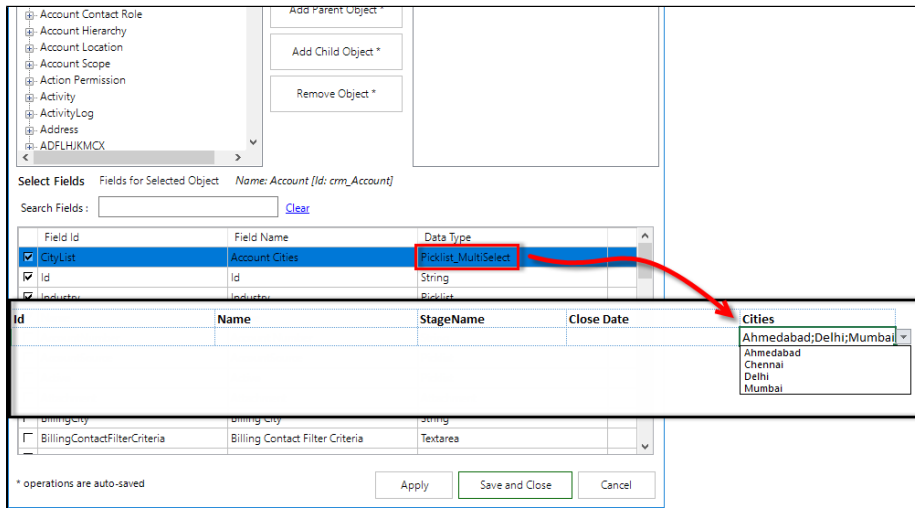 Account Contact Role
Add Parent Object *
Account Hierarchy
Account Location
Add Child Object *
Account Scope
Action Permission
Remove Object *
Activity
ActivityLog
Address
ADFLHJKMCX
Select Fields Fields for Selected Object Name: Account [Id: crm_Account]
Search Fields : Clear
Field Id Field Name Data Type
CityList Account Cities Picklist_MultiSelect
Id Id String
Industry Industry Picklist
Id Name StageName Close Date Cities
Ahmedabad;Delhi;Mumbai
Ahmedabad
Chennai
Delhi
Mumbai
BillingCity Billing City String
BillingContactFilterCriteria Billing Contact Filter Criteria Textarea
* operations are auto-saved Apply Save and Close Cancel